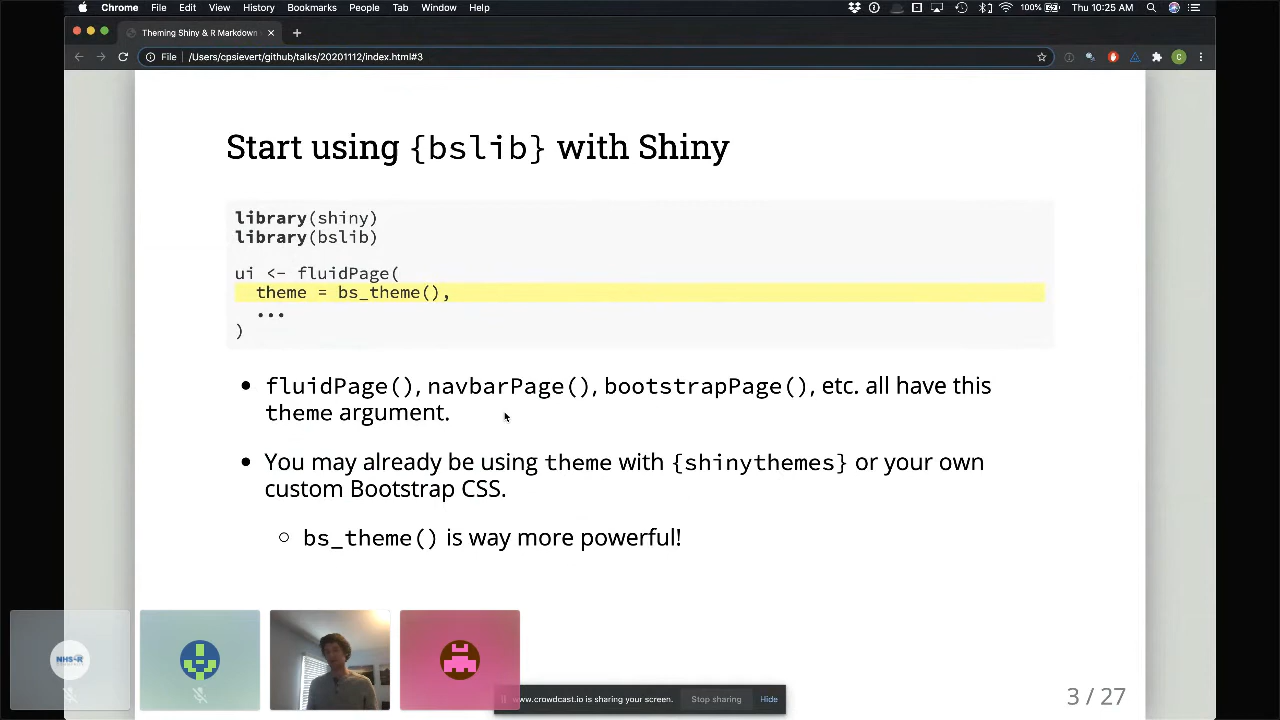 Chrome File Edit View History Bookmarks People Tab Window Help 100% Thu 10:25 AM
Theming Shiny & R Markdown
File /Users/cpsievert/github/talks/20201112/index.html#3
C
Start using {bslib} with Shiny
library(shiny)
library(bslib)
ui <- fluidPage(
theme = bs_theme(),
...
)
• fluidPage(), navbarPage(), bootstrapPage(), etc. all have this
theme argument.
• You may already be using theme with {shinythemes} or your own
custom Bootstrap CSS.
○ bs_theme() is way more powerful!
NHS-R
www.crowdcast.io is sharing your screen. Stop sharing Hide
3 / 27